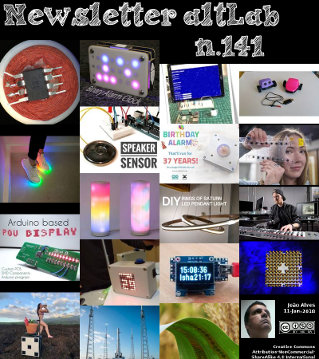 Newsletter altLab
n.141
SPEAKER
SENSOR
BIRTHDAY
ALARM
37 YEARS!
DIY RINGS OF SATURN
LED PENDANT LIGHT
Arduino based
POV DISPLAY
15:08:36
João Alves
11-Jan-2018
Creative Commons
Attribution-NonCommercial
ShareAlike 4.0 International